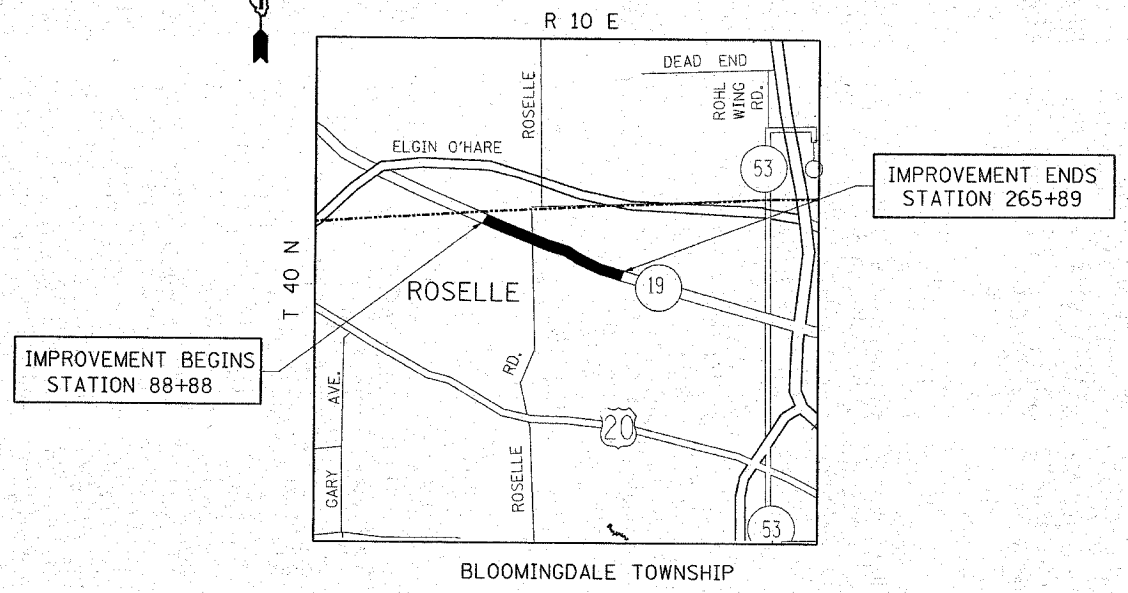 R 10 E
DEAD END
ROSELLE
ROHL
WING
RD.
ELGIN O'HARE
53
IMPROVEMENT ENDS
STATION 265+89
T 40 N
19
ROSELLE
IMPROVEMENT BEGINS
STATION 88+88
RD.
AVE.
20
GARY
ROSELLE
53
BLOOMINGDALE TOWNSHIP